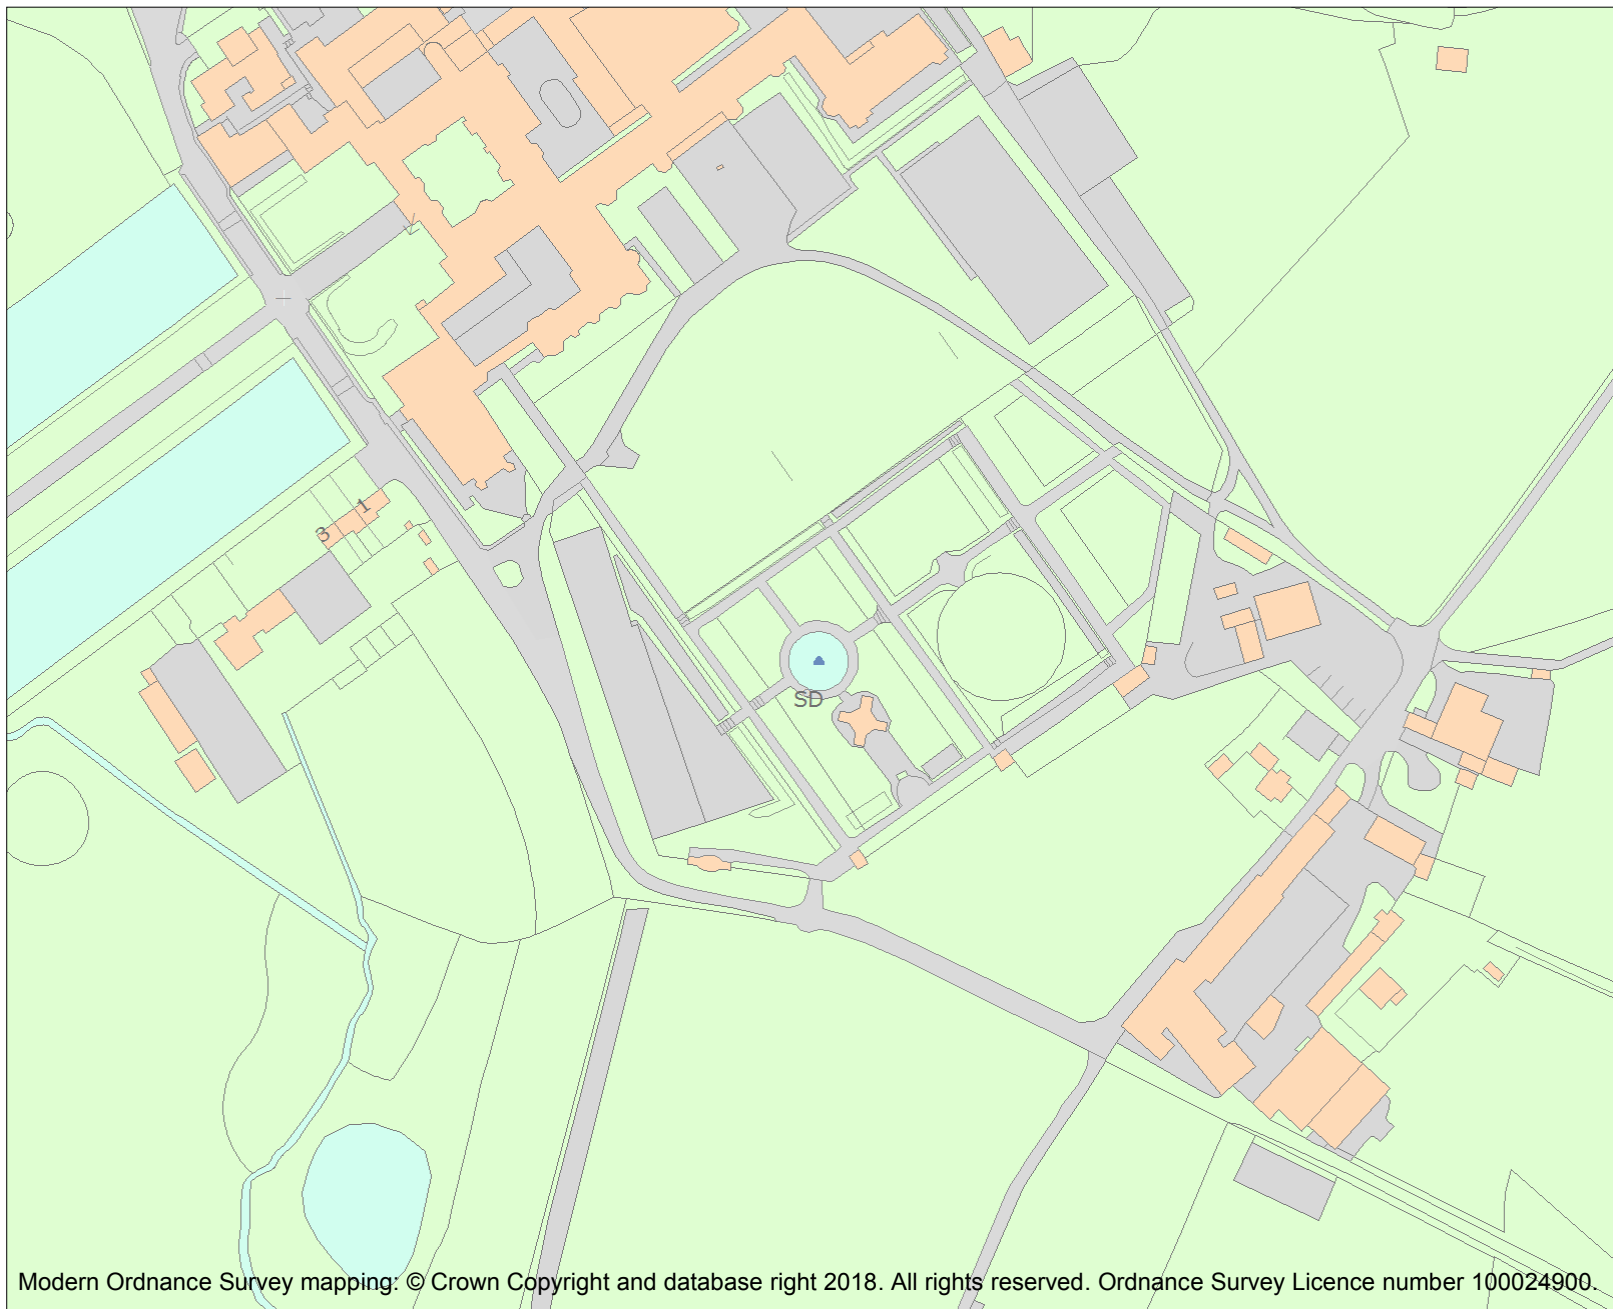 1
3
SD
Modern Ordnance Survey mapping: © Crown Copyright and database right 2018. All rights reserved. Ordnance Survey Licence number 100024900.